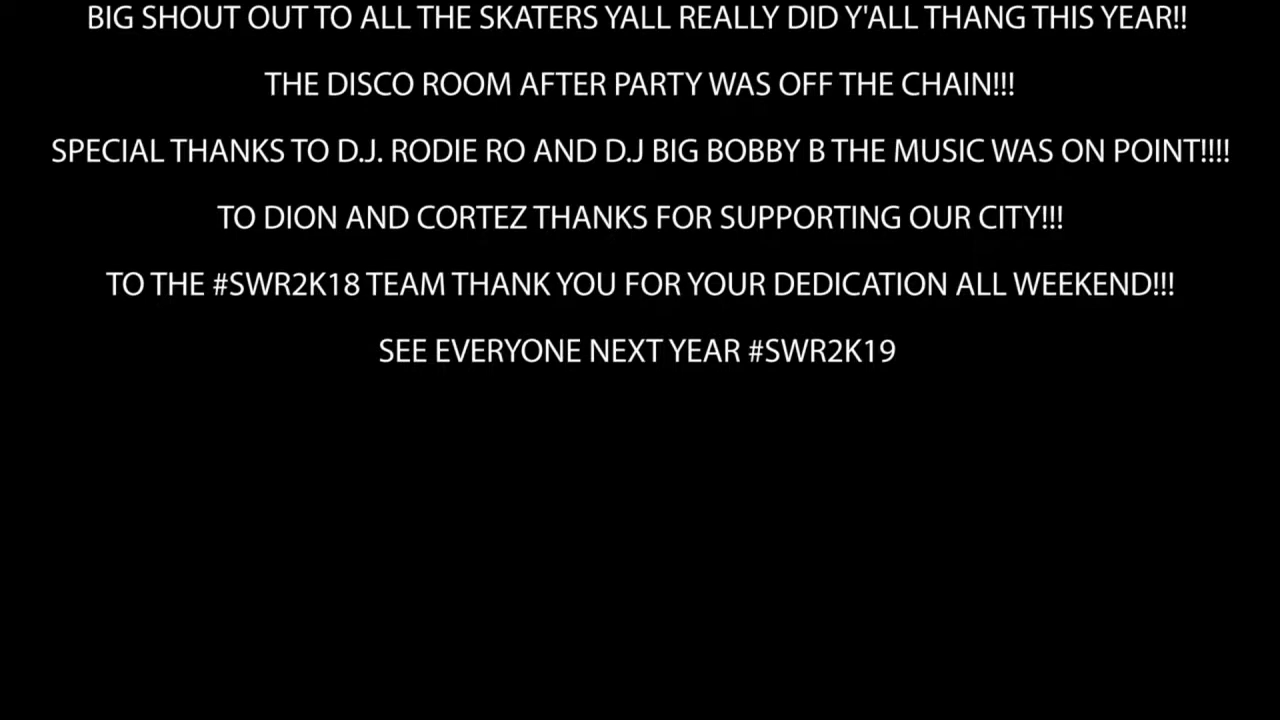 BIG SHOUT OUT TO ALL THE SKATERS YALL REALLY DID Y'ALL THANG THIS YEAR!!
THE DISCO ROOM AFTER PARTY WAS OFF THE CHAIN!!!
SPECIAL THANKS TO D.J. RODIE RO AND D.J BIG BOBBY B THE MUSIC WAS ON POINT!!!!
TO DION AND CORTEZ THANKS FOR SUPPORTING OUR CITY!!!
TO THE #SWR2K18 TEAM THANK YOU FOR YOUR DEDICATION ALL WEEKEND!!!
SEE EVERYONE NEXT YEAR #SWR2K19